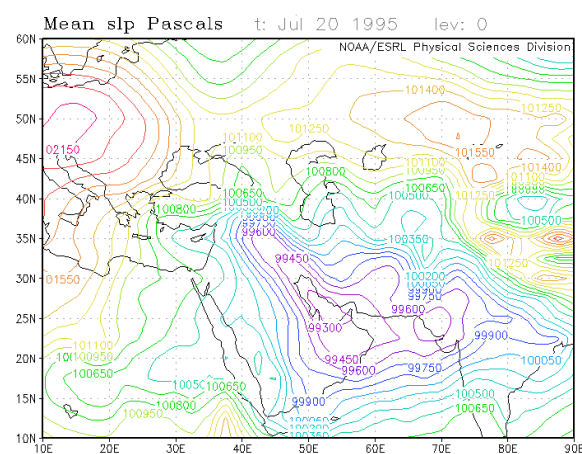 Mean slp Pascals t: Jul 20 1995 lev: 0
60N NOAA/ESRL Physical Sciences Division
55N
101400
101250
50N
101100 101250
02150 100950 101550
45N
101100
100800 101400
100650 100650
40N
100800 100500 100500 101250 100500
99600
35N
100350
99450
101250
30N
01550 100200
99900
99750
99600
25N
99300
101100 99900
100950
20N
99450
100650 100500 100650 99600 99750 100050
15N
100800 99900 100500
100950 100650
10N
10E 20E 30E 40E 50E 60E 70E 80E 90E